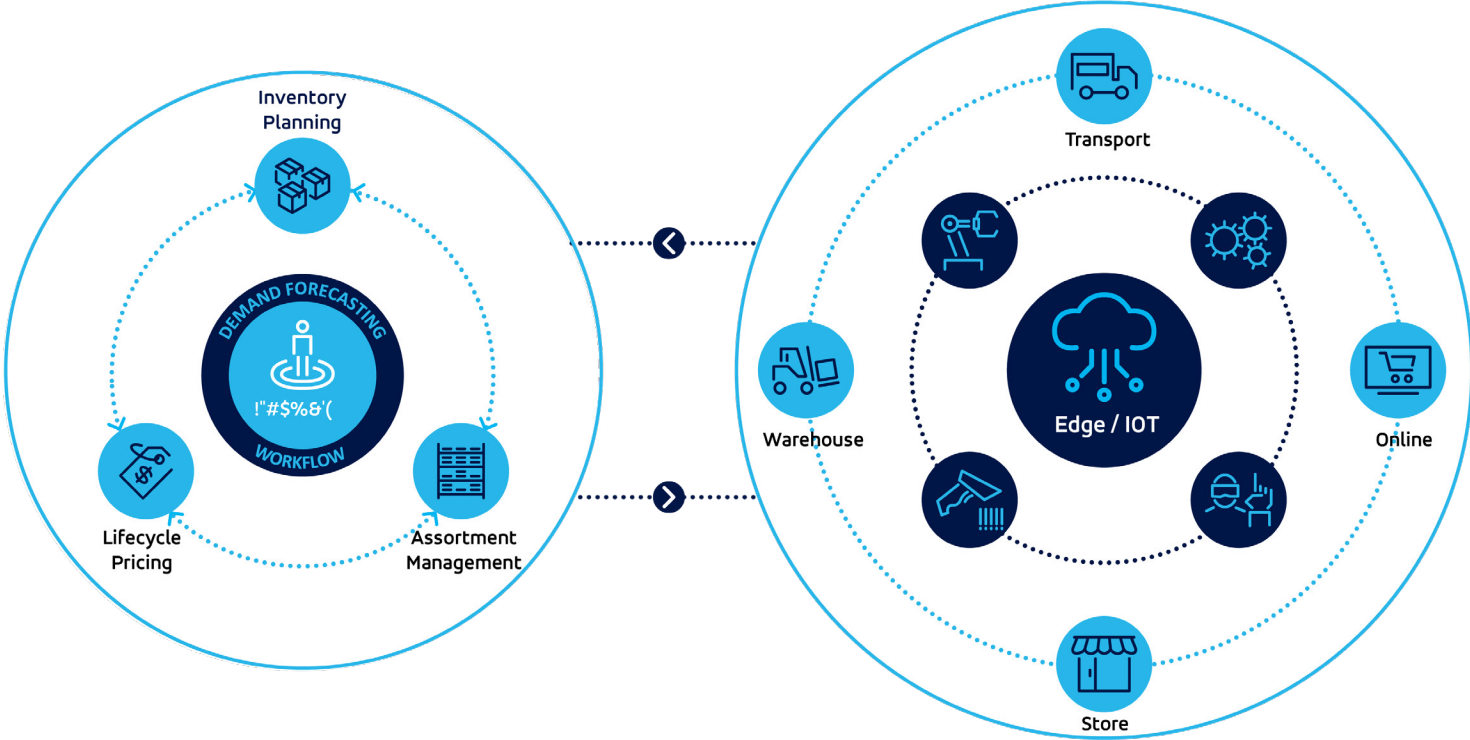 Inventory
Planning
DEMAND FORECASTING
!"#$%&'(
WORKFLOW
Lifecycle
Pricing
Assortment
Management
Transport
Warehouse
Edge / IOT
Online
Store